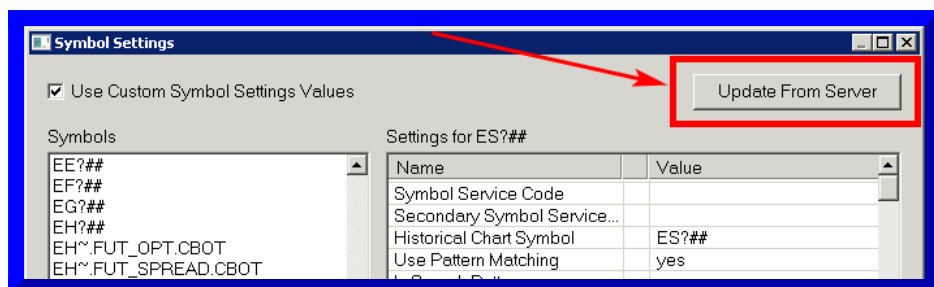 Symbol Settings
Use Custom Symbol Settings Values
Update From Server
Symbols
Settings for ES?##
EE?##
EF?##
EG?##
EH?##
EH~.FUT_OPT.CBOT
EH~.FUT_SPREAD.CBOT
Name Value
Symbol Service Code
Secondary Symbol Service...
Historical Chart Symbol ES?##
Use Pattern Matching yes